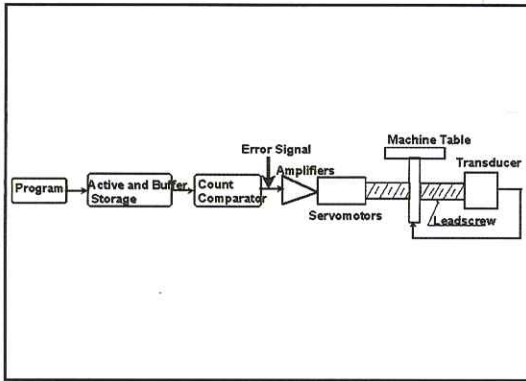 Error Signal
Machine Table
Amplifiers
Transducer
Program
Active and Buffer
Storage
Count
Comparator
Servomotors
Leadscrew